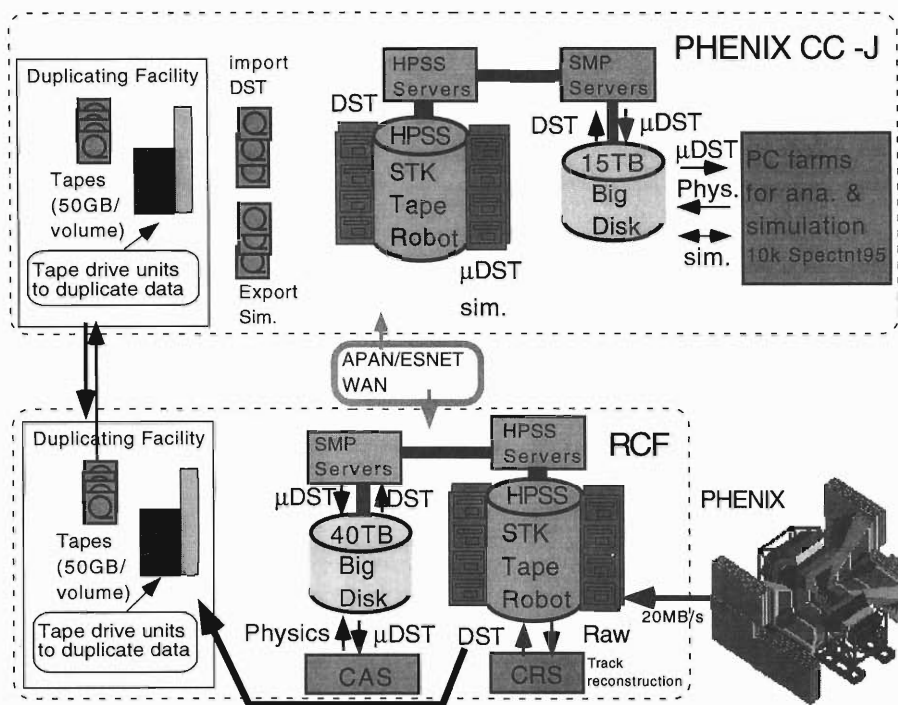 PHENIX CC -J
Duplicating Facility
Tapes
(50GB/
volume)
Tape drive units
to duplicate data
import
DST
Export
Sim.
HPSS
Servers
SMP
Servers
DST
HPSS
STK
Tape
Robot
µDST
sim.
DST
µDST
15TB
Big
Disk
µDST
Phys.
sim.
PC farms
for ana. &
simulation
10k Spectnt95
APAN/ESNET
WAN
RCF
Duplicating Facility
Tapes
(50GB/
volume)
Tape drive units
to duplicate data
SMP
Servers
HPSS
Servers
µDST
DST
40TB
Big
Disk
Physics
µDST
CAS
HPSS
STK
Tape
Robot
DST
Raw
CRS
Track
reconstruction
PHENIX
20MB/s